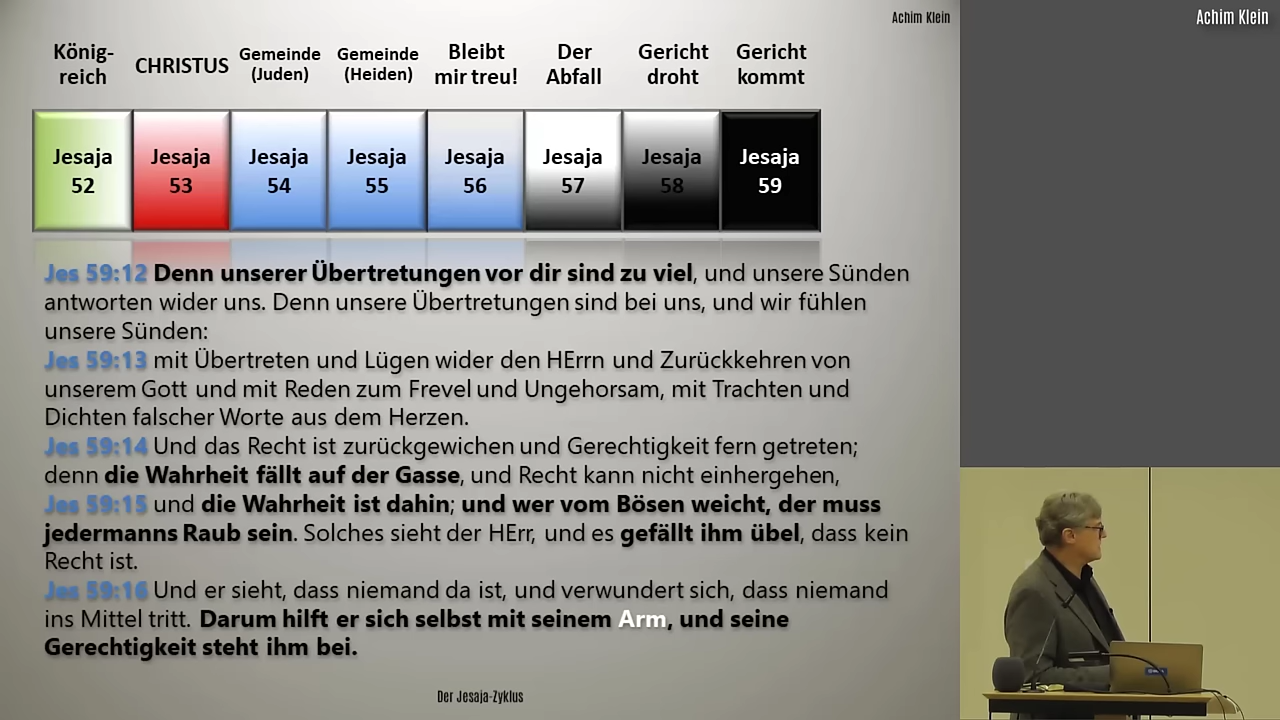 Achim Klein
Achim Klein
König-
reich
CHRISTUS
Gemeinde
(Juden)
Gemeinde
(Heiden)
Bleibt
mir treu!
Der
Abfall
Gericht
droht
Gericht
kommt
Jesaja
52
Jesaja
53
Jesaja
54
Jesaja
55
Jesaja
56
Jesaja
57
Jesaja
58
Jesaja
59
Jes 59:12 Denn unserer Übertretungen vor dir sind zu viel, und unsere Sünden
antworten wider uns. Denn unsere Übertretungen sind bei uns, und wir fühlen
unsere Sünden:
Jes 59:13 mit Übertreten und Lügen wider den HErrn und Zurückkehren von
unserem Gott und mit Reden zum Frevel und Ungehorsam, mit Trachten und
Dichten falscher Worte aus dem Herzen.
Jes 59:14 Und das Recht ist zurückgewichen und Gerechtigkeit fern getreten;
denn die Wahrheit fällt auf der Gasse, und Recht kann nicht einhergehen,
Jes 59:15 und die Wahrheit ist dahin; und wer vom Bösen weicht, der muss
jedermanns Raub sein. Solches sieht der HErr, und es gefällt ihm übel, dass kein
Recht ist.
Jes 59:16 Und er sieht, dass niemand da ist, und verwundert sich, dass niemand
ins Mittel tritt. Darum hilft er sich selbst mit seinem Arm, und seine
Gerechtigkeit steht ihm bei.
Der Jesaja-Zyklus